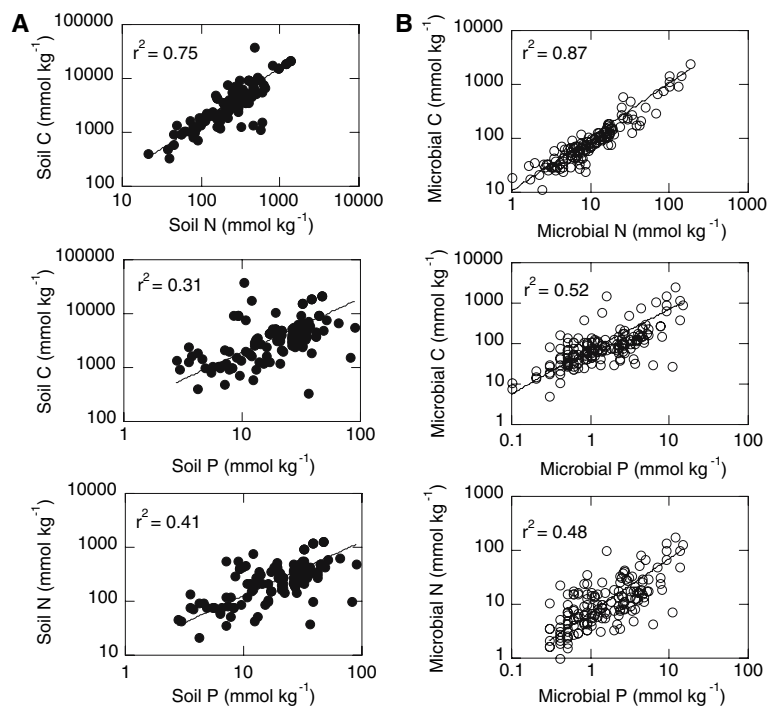 A
r² = 0.75
100000
10000
1000
100
10
100
1000
10000
Soil C (mmol kg⁻¹)
Soil N (mmol kg⁻¹)
r² = 0.31
100000
10000
1000
100
1
10
100
Soil C (mmol kg⁻¹)
Soil P (mmol kg⁻¹)
r² = 0.41
10000
1000
100
10
1
10
100
Soil N (mmol kg⁻¹)
Soil P (mmol kg⁻¹)
B
r² = 0.87
10000
1000
100
10
1
10
100
1000
Microbial C (mmol kg⁻¹)
Microbial N (mmol kg⁻¹)
r² = 0.52
10000
1000
100
10
1
0.1
1
10
100
Microbial C (mmol kg⁻¹)
Microbial P (mmol kg⁻¹)
r² = 0.48
1000
100
10
1
0.1
1
10
100
Microbial N (mmol kg⁻¹)
Microbial P (mmol kg⁻¹)